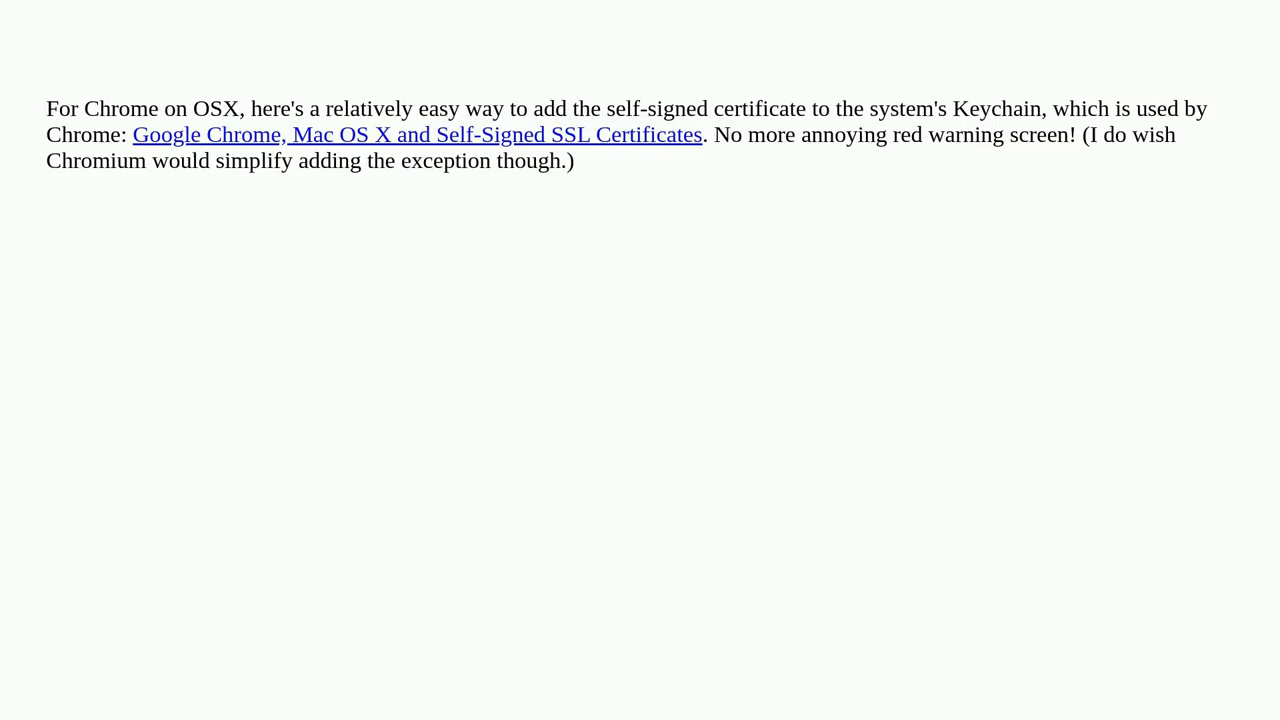 For Chrome on OSX, here's a relatively easy way to add the self-signed certificate to the system's Keychain, which is used by
Chrome: Google Chrome, Mac OS X and Self-Signed SSL Certificates. No more annoying red warning screen! (I do wish
Chromium would simplify adding the exception though.)